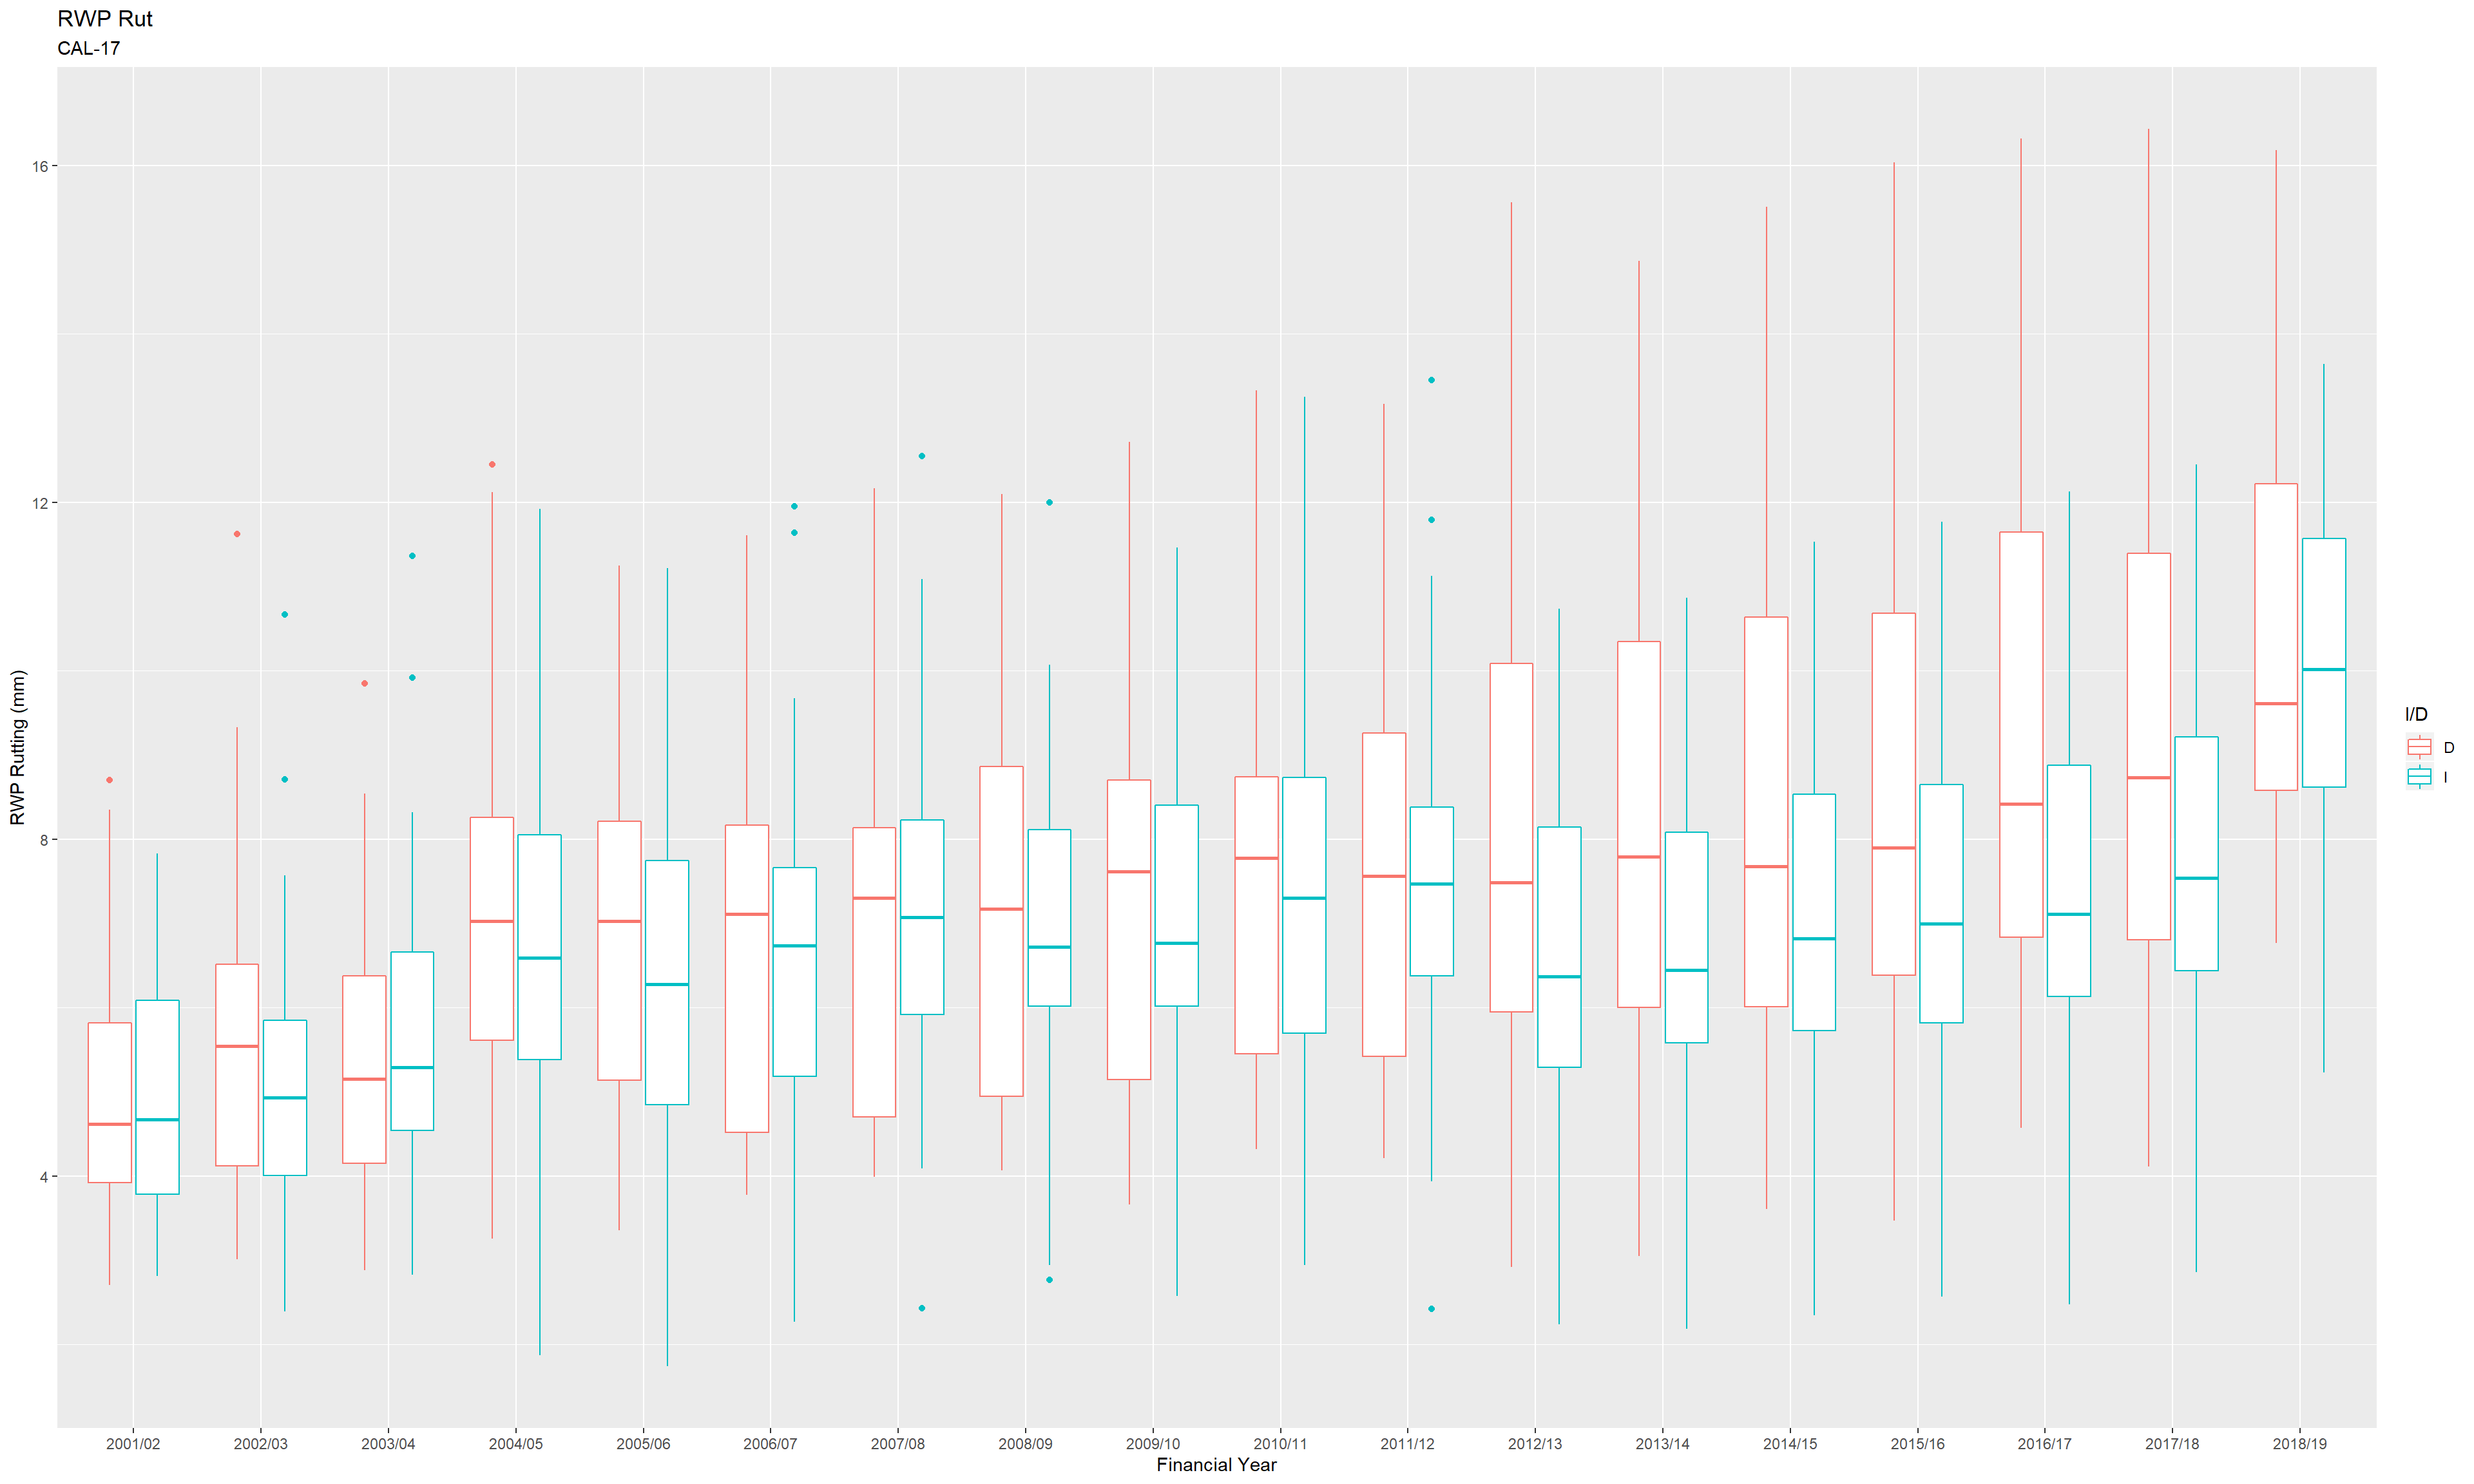 RWP Rut
CAL-17
RWP Rutting (mm)
16
12
8
4
2001/02 2002/03 2003/04 2004/05 2005/06 2006/07 2007/08 2008/09 2009/10 2010/11 2011/12 2012/13 2013/14 2014/15 2015/16 2016/17 2017/18 2018/19
Financial Year
I/D
D
I